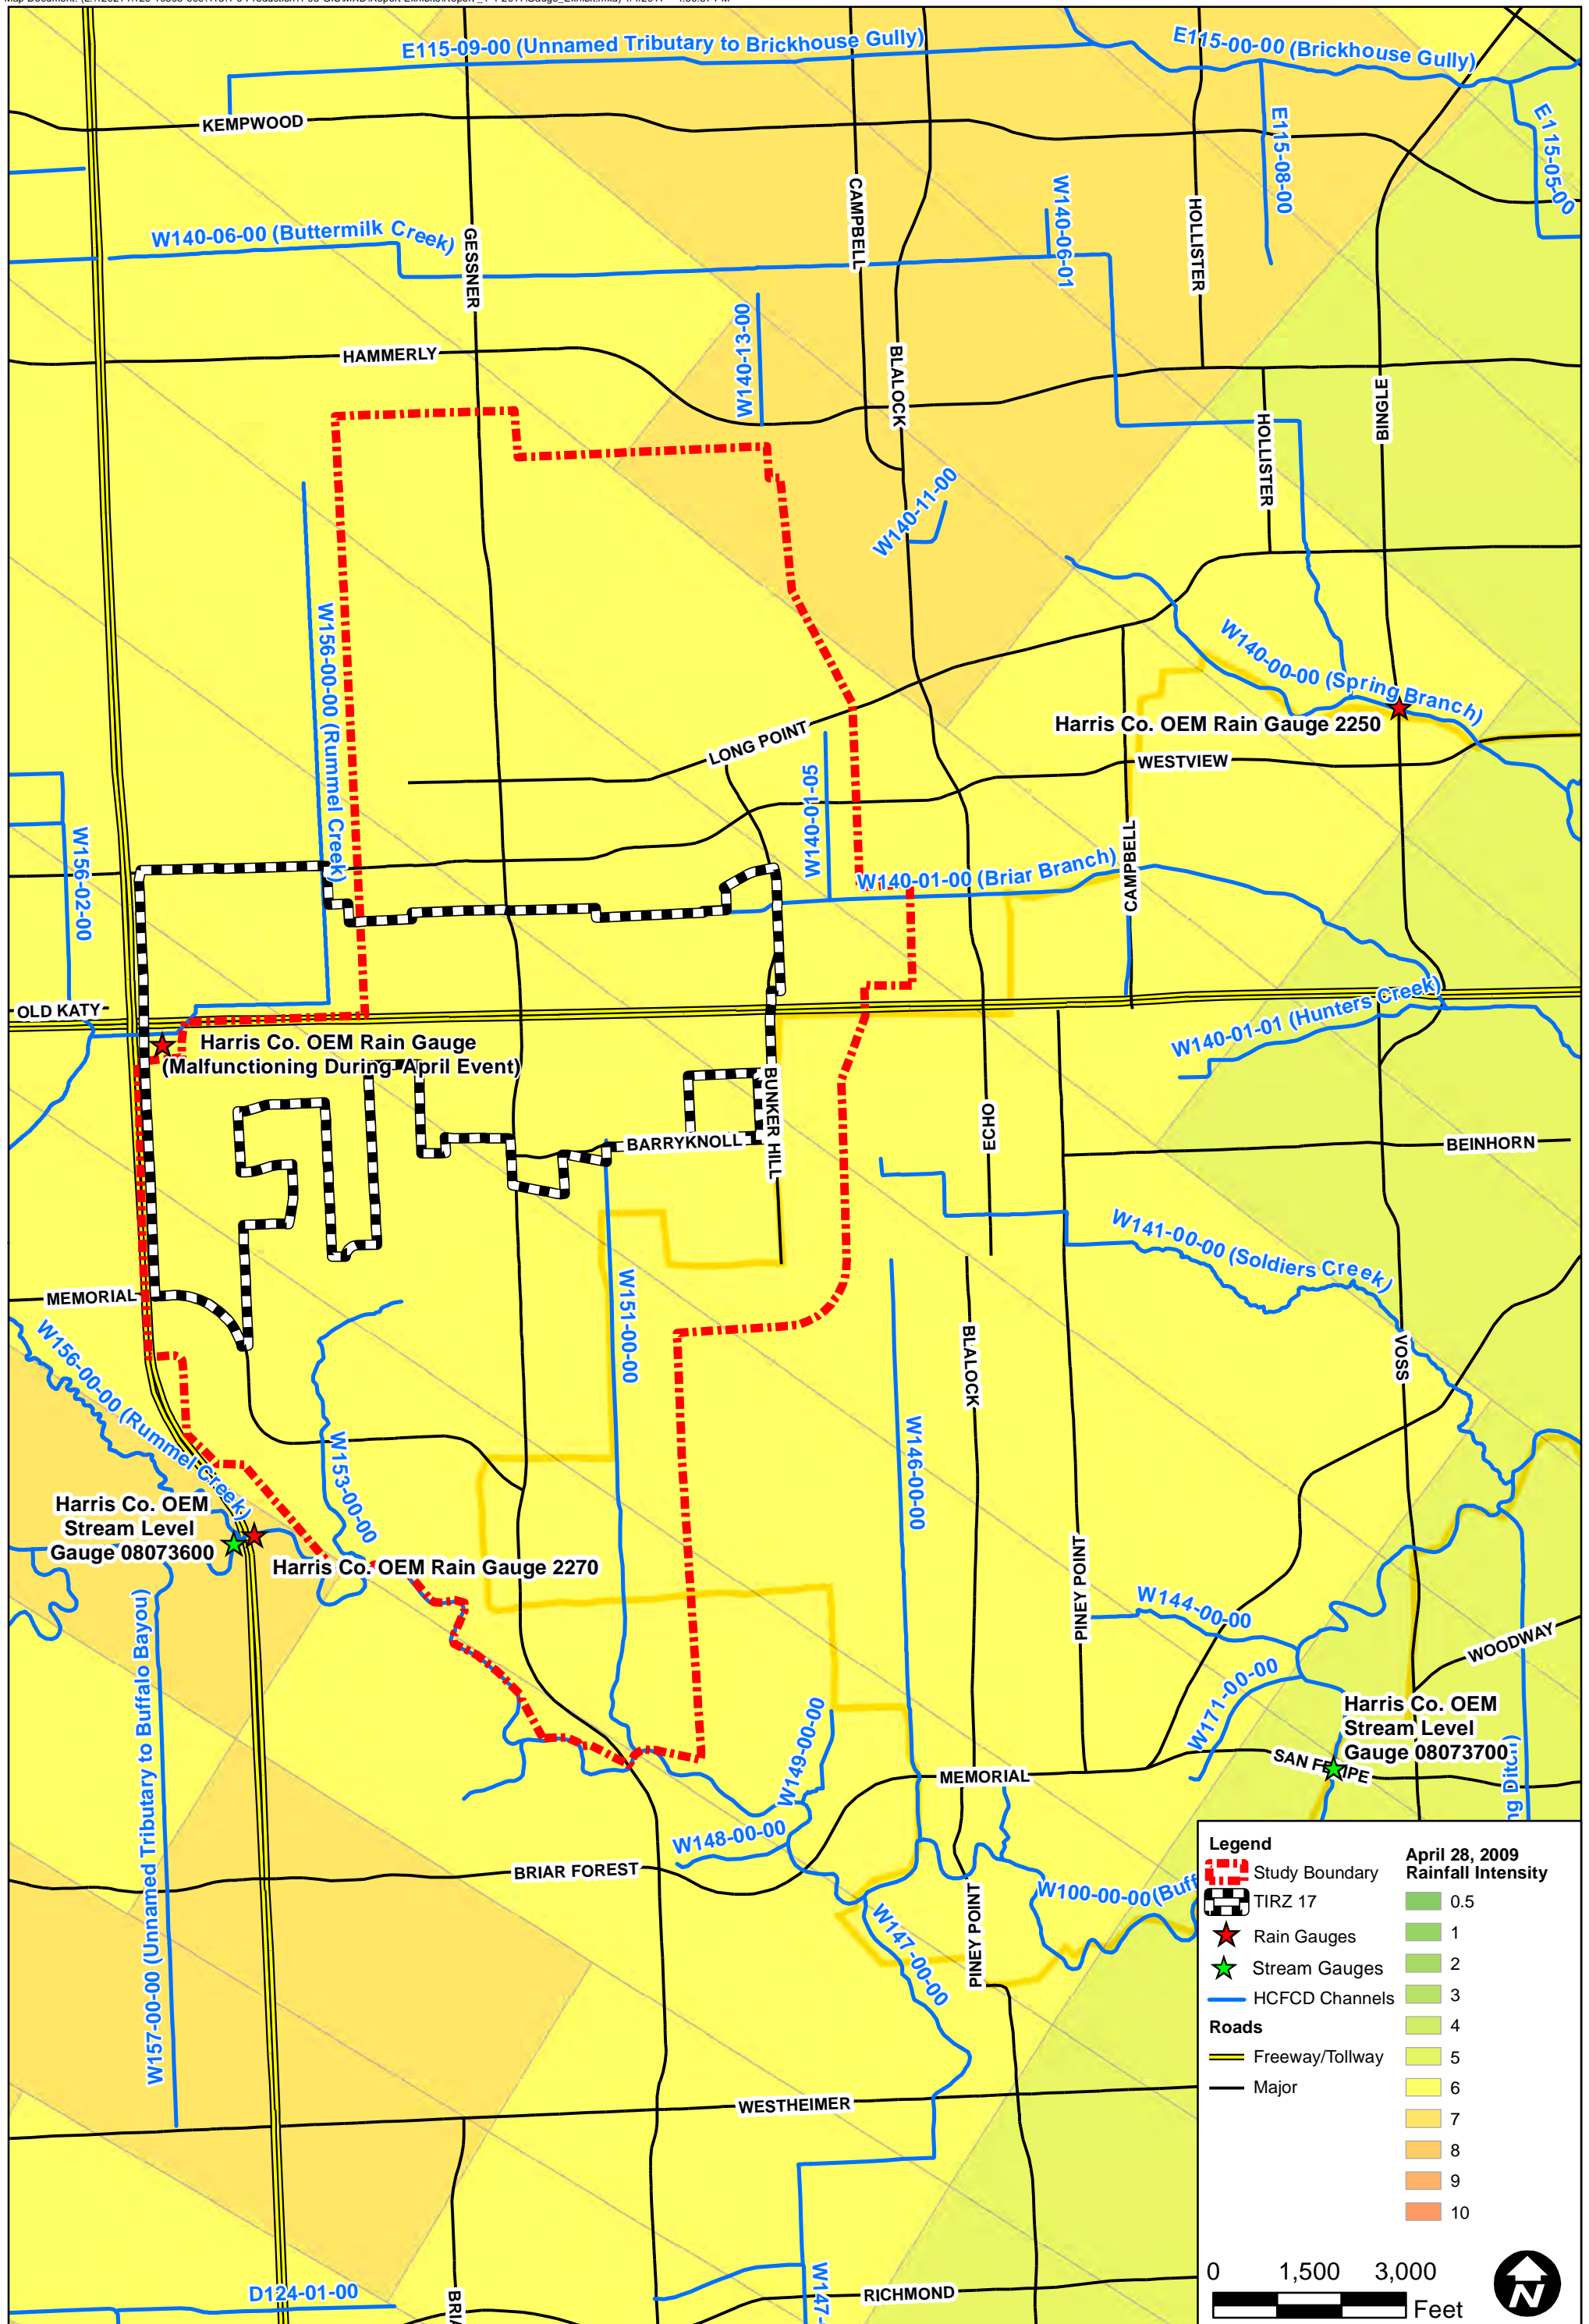 E115-09-00 (Unnamed Tributary to Brickhouse Gully)
E115-00-00 (Brickhouse Gully)
KEMPWOOD
E115-08-00
E115-05-00
CAMPBELL
W140-06-01
HOLLISTER
W140-06-00 (Buttermilk Creek)
GESSNER
W140-13-00
HAMMERLY
BLALOCK
BINGLE
HOLLISTER
W140-11-00
W156-00-00 (Rummel Creek)
W140-00-00 (Spring Branch)
Harris Co. OEM Rain Gauge 2250
LONG POINT
WESTVIEW
W140-01-05
W156-02-00
CAMPBELL
W140-01-00 (Briar Branch)
OLD KATY
W140-01-01 (Hunters Creek)
Harris Co. OEM Rain Gauge
(Malfunctioning During April Event)
BUNKER HILL
ECHO
BARRYKNOLL
BEINHORN
W141-00-00 (Soldiers Creek)
MEMORIAL
W151-00-00
W156-00-00 (Rummel Creek)
BLALOCK
VOSS
W153-00-00
W146-00-00
Harris Co. OEM
Stream Level
Gauge 08073600
Harris Co. OEM Rain Gauge 2270
PINEY POINT
W144-00-00
WOODWAY
W157-00-00 (Unnamed Tributary to Buffalo Bayou)
W171-00-00
Harris Co. OEM
Stream Level
Gauge 08073700
SAN FELIPE
W149-00-00
MEMORIAL
ng Ditch)
W148-00-00
BRIAR FOREST
W100-00-00 (Buff
W147-00-00
PINEY POINT
WESTHEIMER
D124-01-00
BRIA
W147-
RICHMOND
Legend
Study Boundary
TIRZ 17
Rain Gauges
Stream Gauges
HCFCD Channels
Roads
Freeway/Tollway
Major
April 28, 2009
Rainfall Intensity
0.5
1
2
3
4
5
6
7
8
9
10
0 1,500 3,000
Feet
N